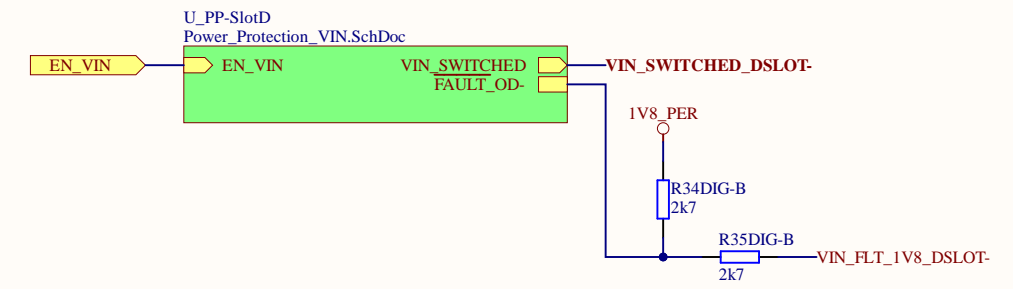 U_PP-SlotD
Power_Protection_VIN.SchDoc
EN_VIN
EN_VIN
VIN_SWITCHED
VIN_SWITCHED_DSLOT-
FAULT_OD-
1V8_PER
R34DIG-B
2k7
R35DIG-B
2k7
VIN_FLT_1V8_DSLOT-